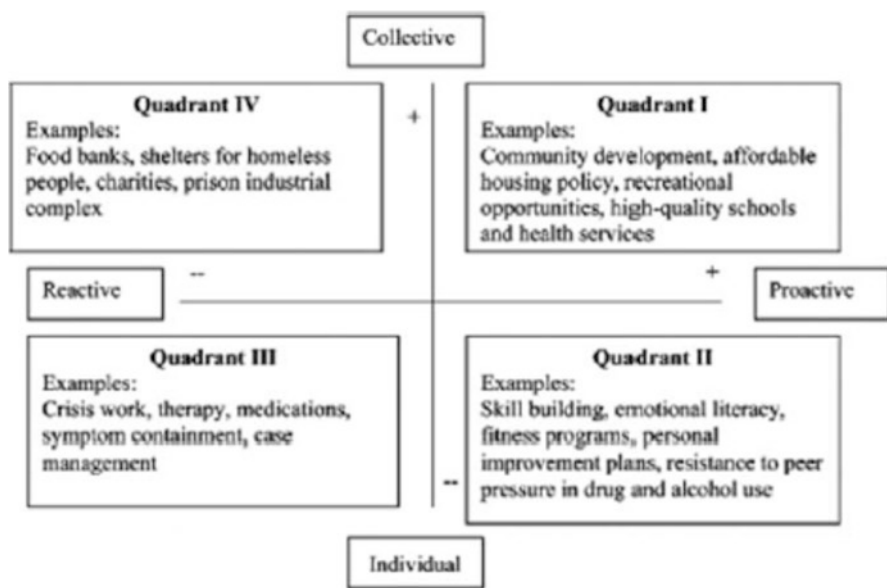 Collective
Quadrant IV
Examples:
Food banks, shelters for homeless
people, charities, prison industrial
complex
+
Quadrant I
Examples:
Community development, affordable
housing policy, recreational
opportunities, high-quality schools
and health services
Reactive
--
+
Proactive
Quadrant III
Examples:
Crisis work, therapy, medications,
symptom containment, case
management
Quadrant II
Examples:
Skill building, emotional literacy,
fitness programs, personal
improvement plans, resistance to peer
pressure in drug and alcohol use
--
Individual